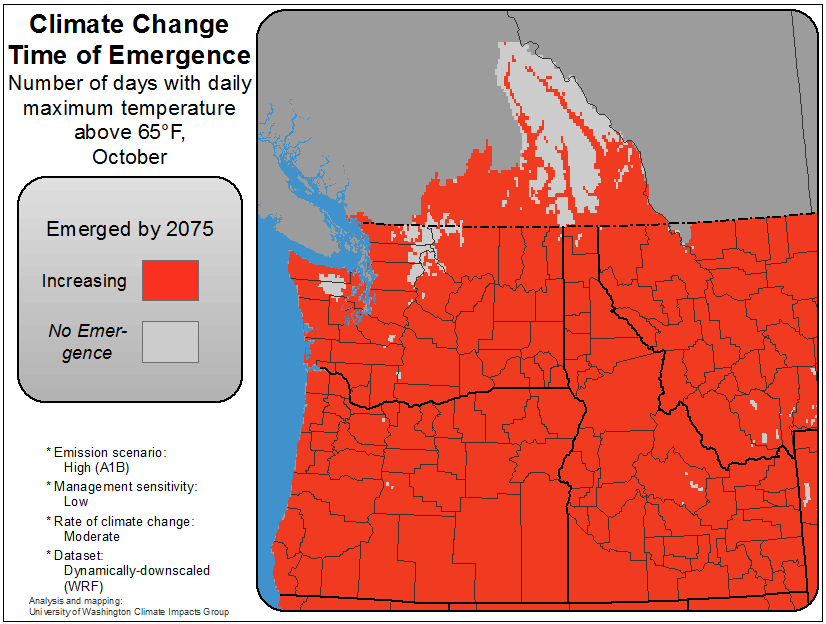 Climate Change
Time of Emergence
Number of days with daily
maximum temperature
above 65°F,
October
Emerged by 2075
Increasing
No Emer-
gence
* Emission scenario:
High (A1B)
* Management sensitivity:
Low
* Rate of climate change:
Moderate
* Dataset:
Dynamically-downscaled
(WRF)
Analysis and mapping:
University of Washington Climate Impacts Group